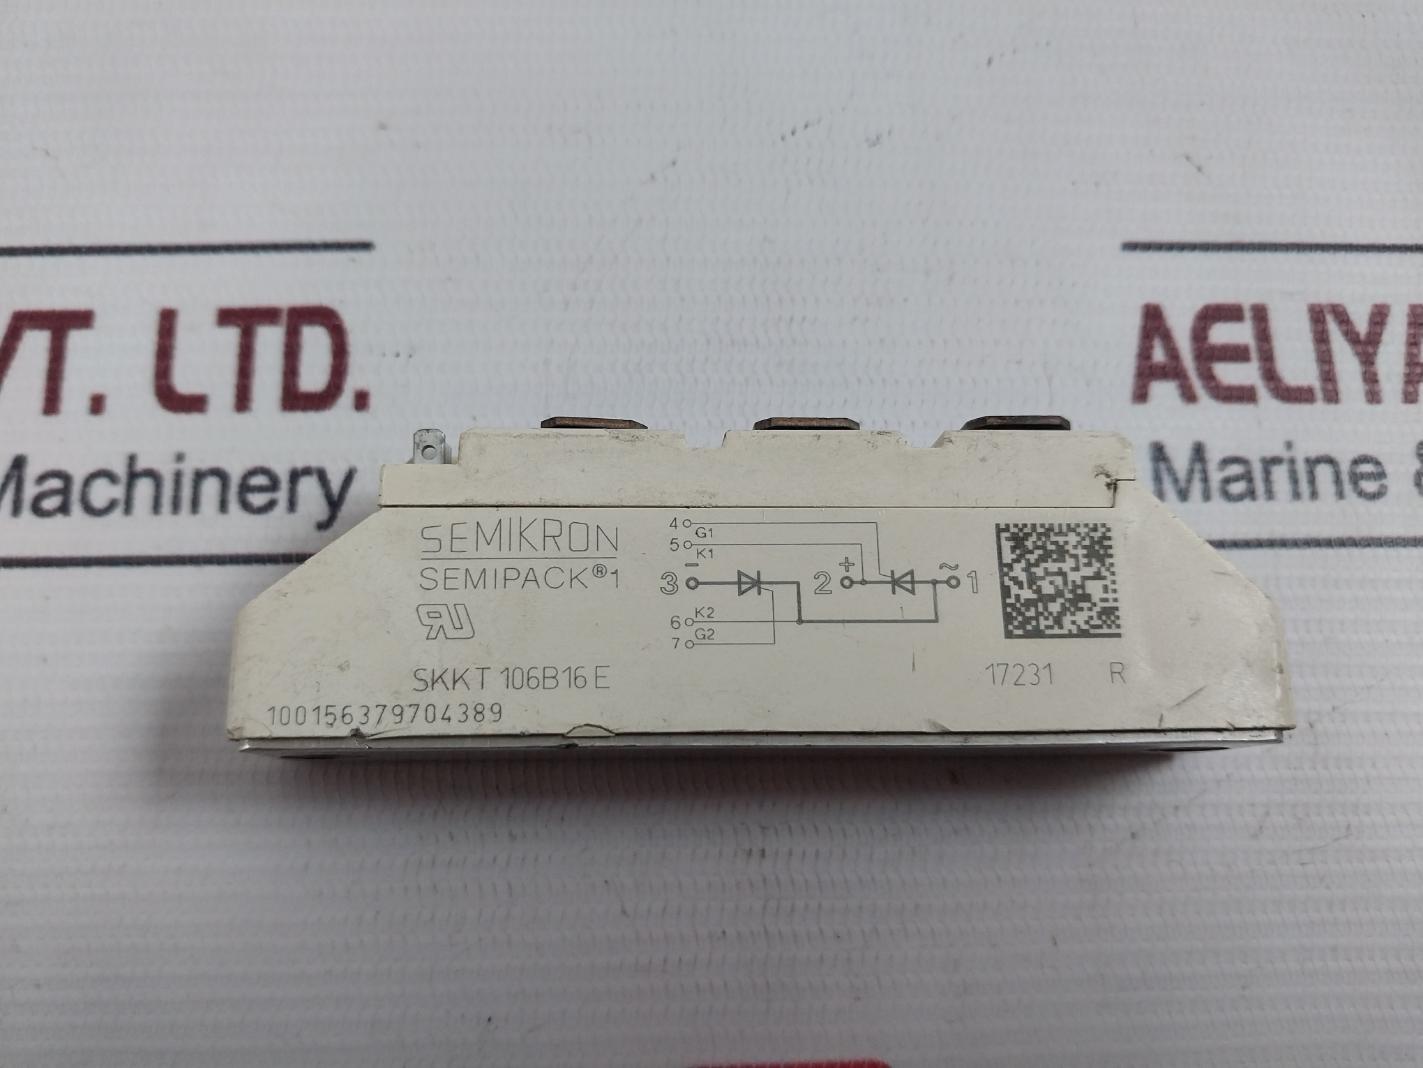 VT. LTD.
Machinery
AELIYA
Marine &
SEMIKRON
SEMIPACK®1
SKKT 106B16 E
100156379704389
4 G1
5 K1
3 - 2 + ~ 1
6 K2
7 G2
17231 R